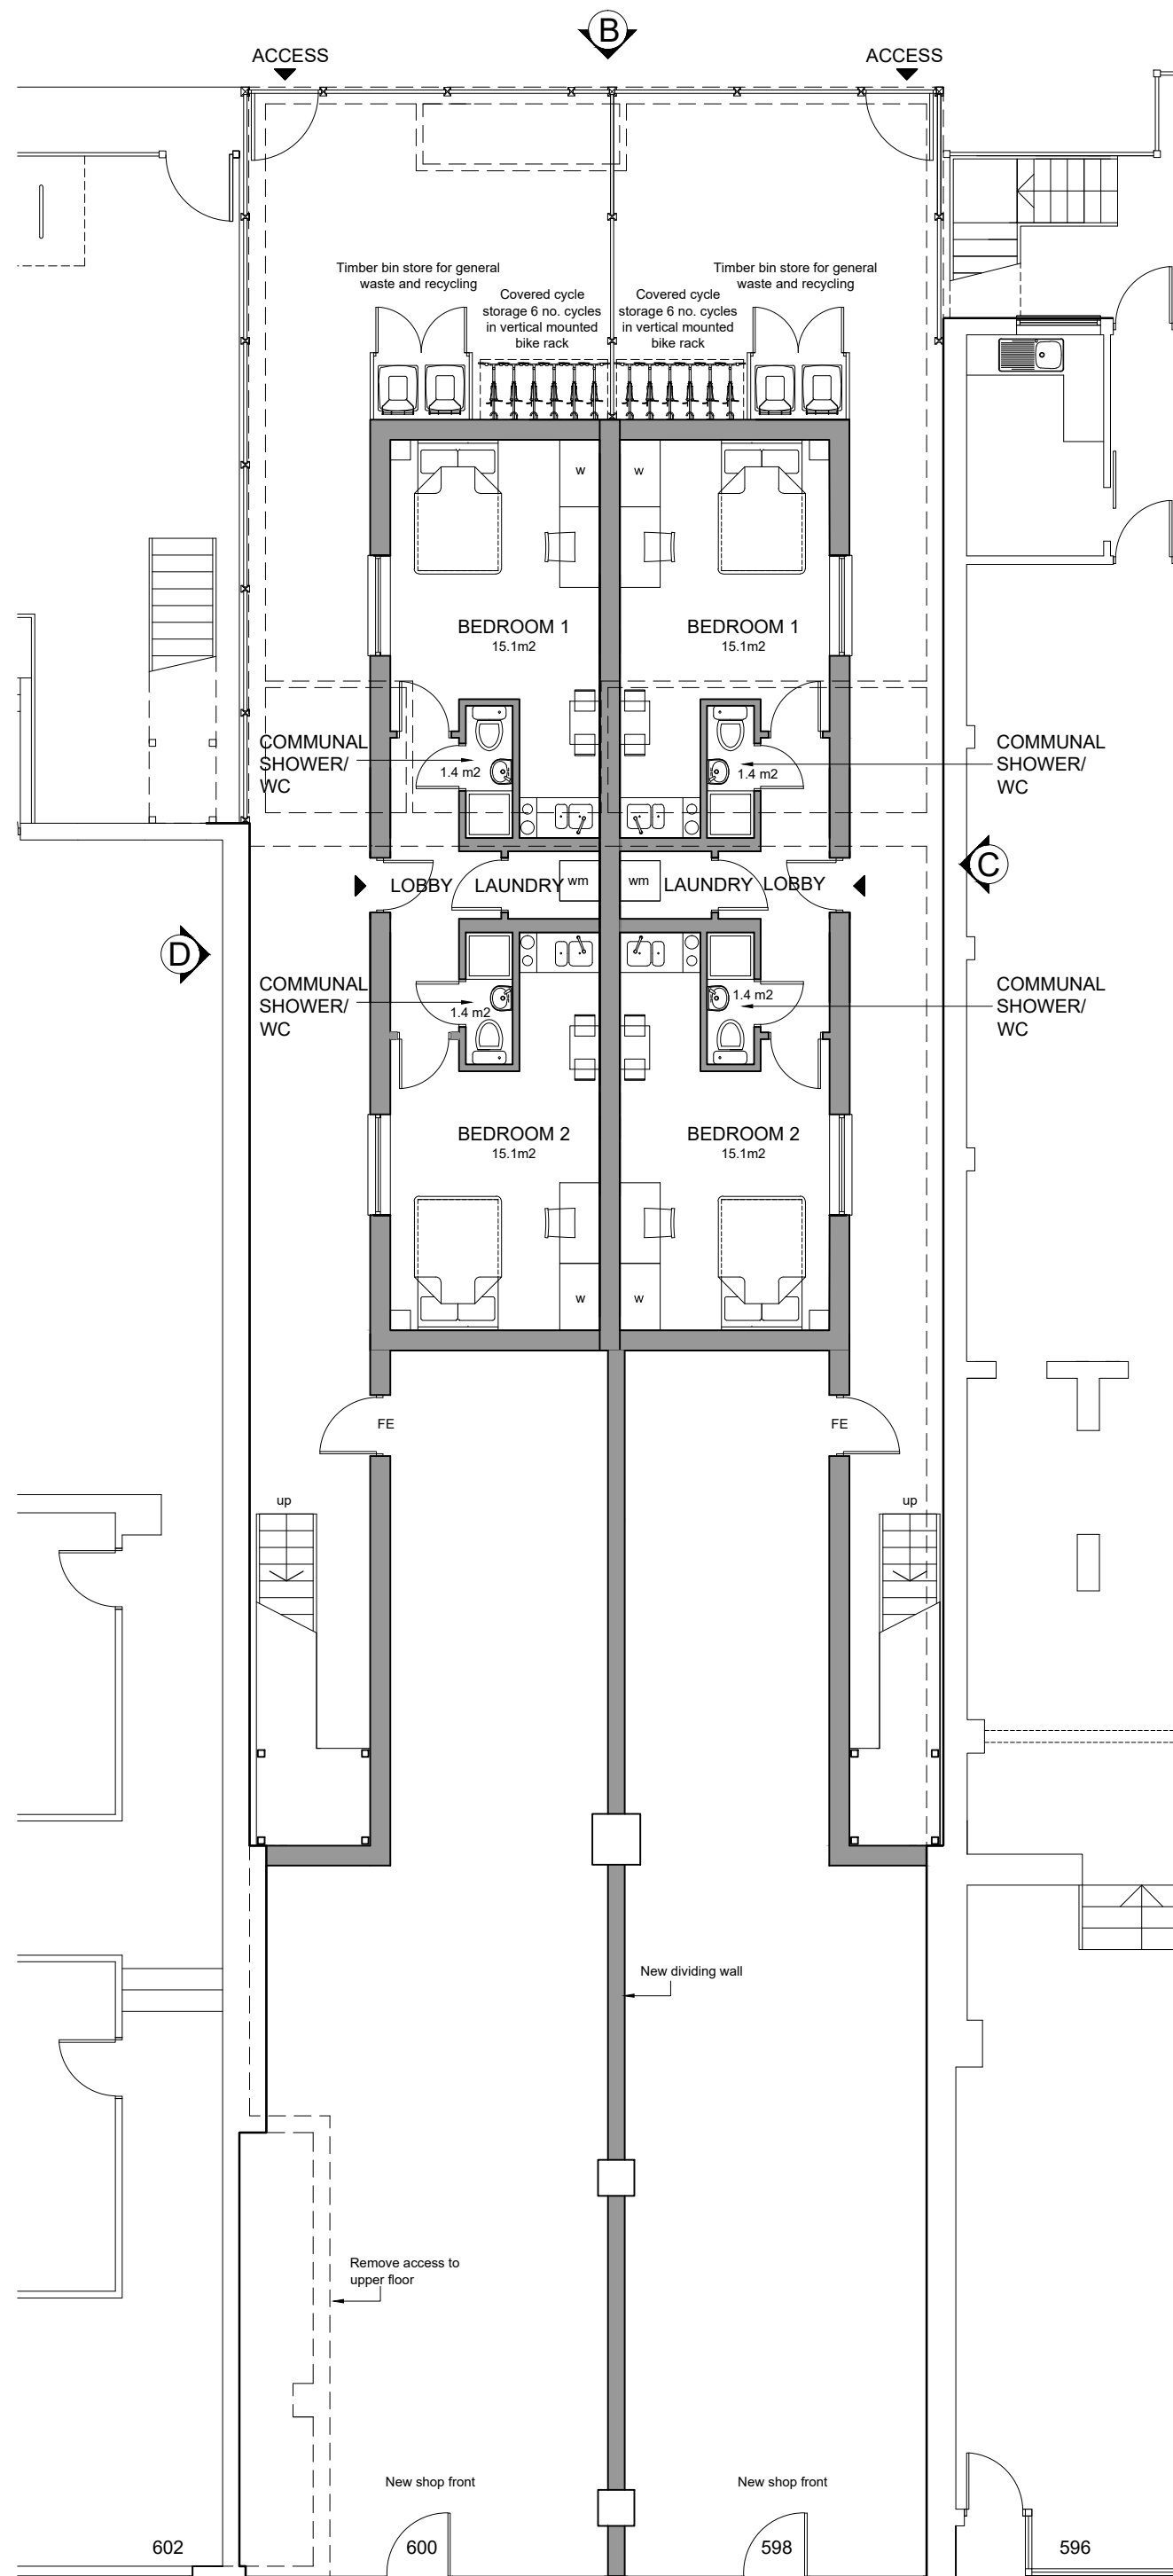 B
ACCESS
ACCESS
Timber bin store for general
waste and recycling
Timber bin store for general
waste and recycling
Covered cycle
storage 6 no. cycles
in vertical mounted
bike rack
Covered cycle
storage 6 no. cycles
in vertical mounted
bike rack
w
w
BEDROOM 1
15.1m2
BEDROOM 1
15.1m2
COMMUNAL
SHOWER/
WC
1.4 m2
1.4 m2
COMMUNAL
SHOWER/
WC
LOBBY
LAUNDRY
wm
wm
LAUNDRY
LOBBY
C
D
COMMUNAL
SHOWER/
WC
1.4 m2
1.4 m2
COMMUNAL
SHOWER/
WC
BEDROOM 2
15.1m2
BEDROOM 2
15.1m2
w
w
FE
FE
up
up
New dividing wall
Remove access to
upper floor
New shop front
New shop front
602
600
598
596